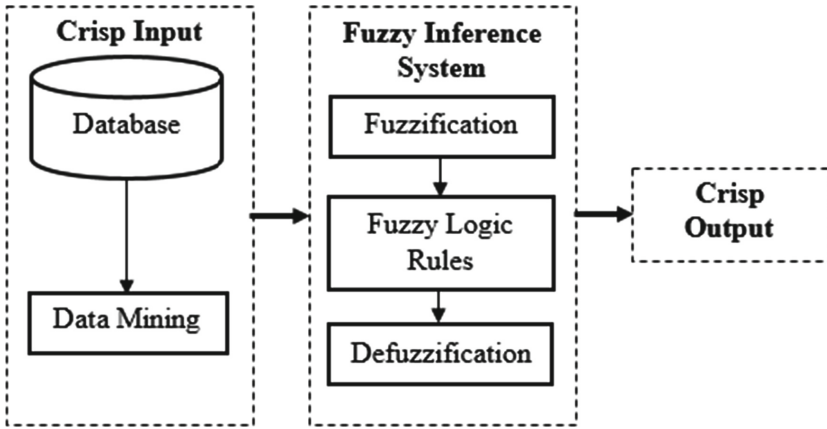 Crisp Input
Database
Data Mining
Fuzzy Inference
System
Fuzzification
Fuzzy Logic
Rules
Defuzzification
Crisp
Output